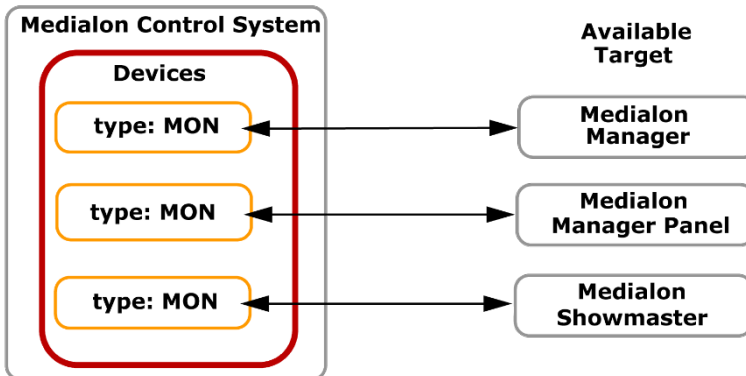 Medialon Control System
Devices
type: MON
type: MON
type: MON
Available
Target
Medialon
Manager
Medialon
Manager Panel
Medialon
Showmaster